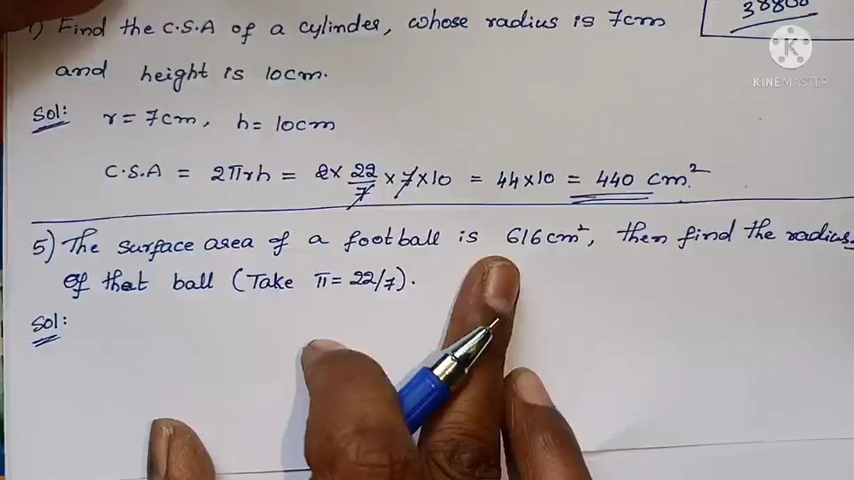 38800
1) Find the C.S.A of a cylinder, whose radius is 7cm
and height is 10cm.
Sol: r = 7cm, h = 10cm
C.S.A = 2πrh = 2 × 22/7 × 7 × 10 = 44 × 10 = 440 cm²
5) The surface area of a football is 616 cm², then find the radius
of that ball (Take π = 22/7).
Sol:
KINEMASTER